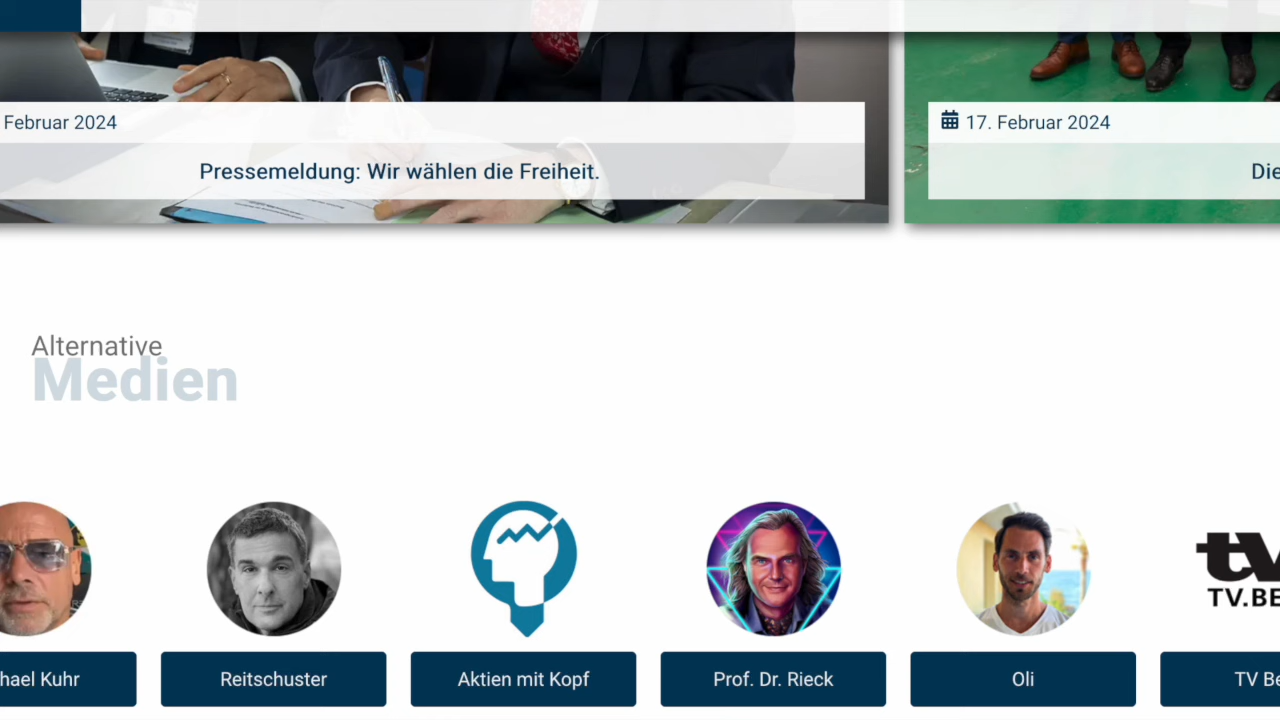 Februar 2024
Pressemeldung: Wir wählen die Freiheit.
17. Februar 2024
Die
Alternative
Medien
TV.BE
hael Kuhr
Reitschuster
Aktien mit Kopf
Prof. Dr. Rieck
Oli
TV Be